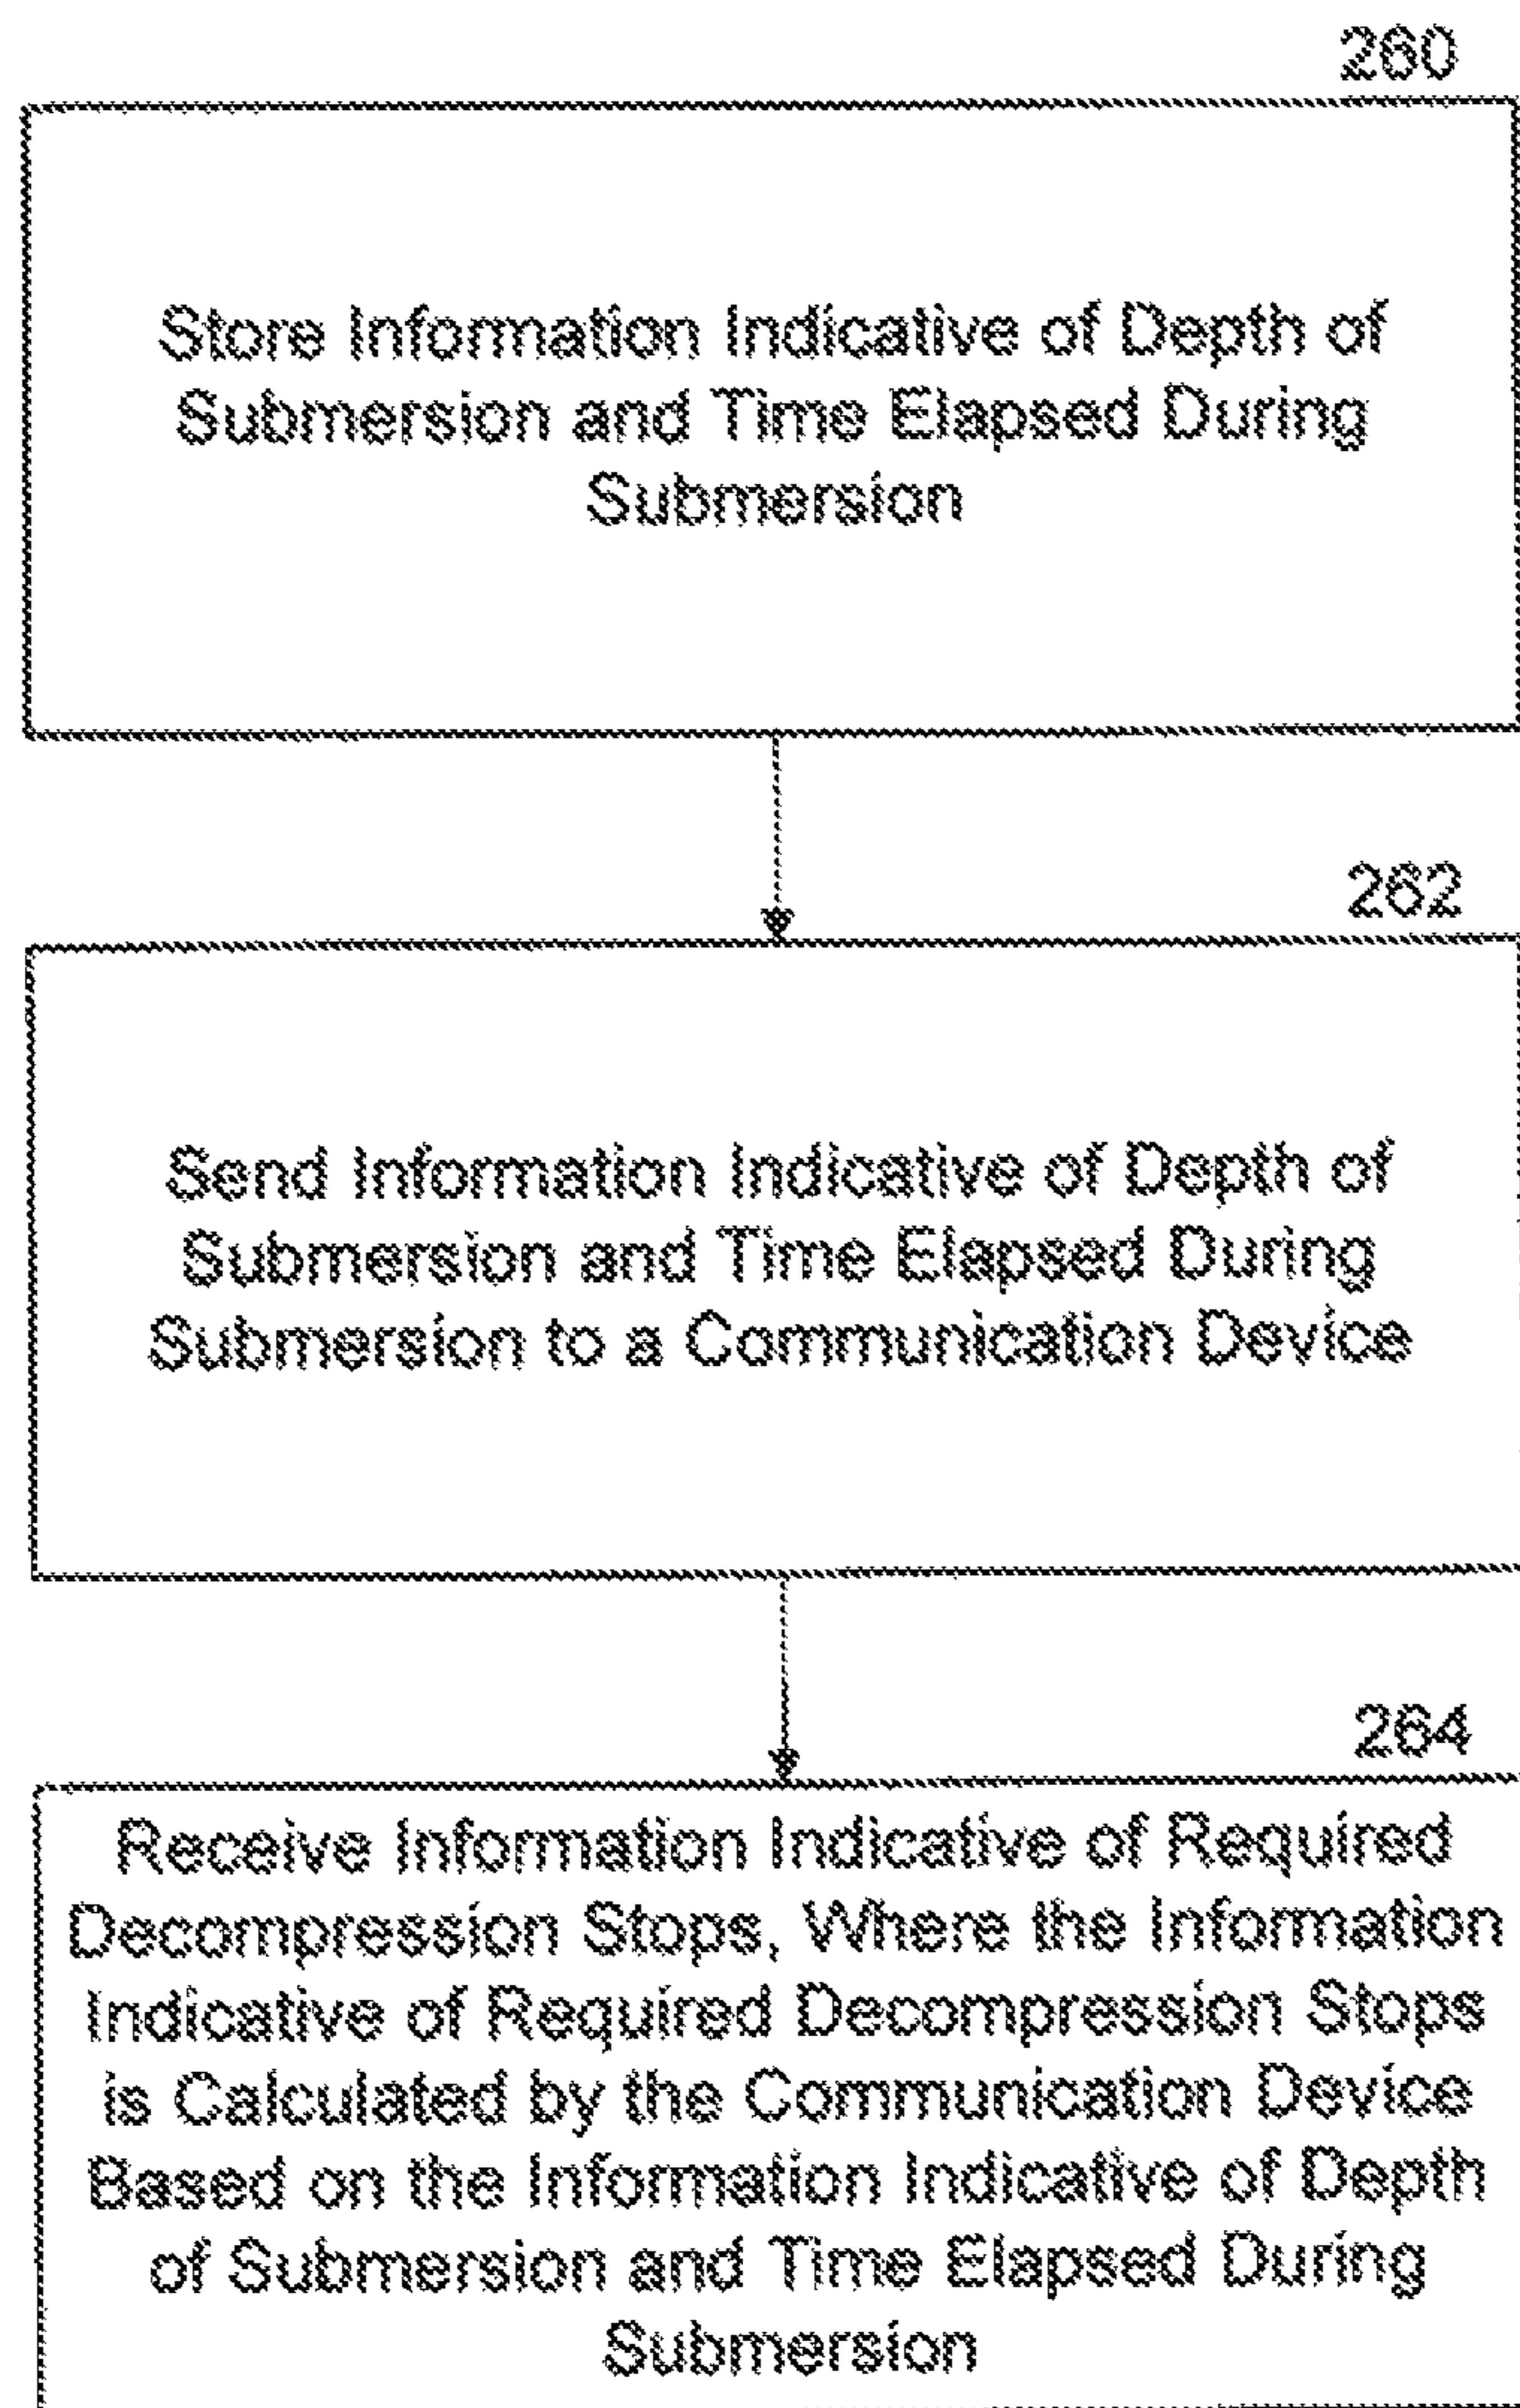 260
Store Information Indicative of Depth of
Submersion and Time Elapsed During
Submersion
262
Send Information Indicative of Depth of
Submersion and Time Elapsed During
Submersion to a Communication Device
264
Receive Information Indicative of Required
Decompression Stops, Where the Information
Indicative of Required Decompression Stops
is Calculated by the Communication Device
Based on the Information Indicative of Depth
of Submersion and Time Elapsed During
Submersion